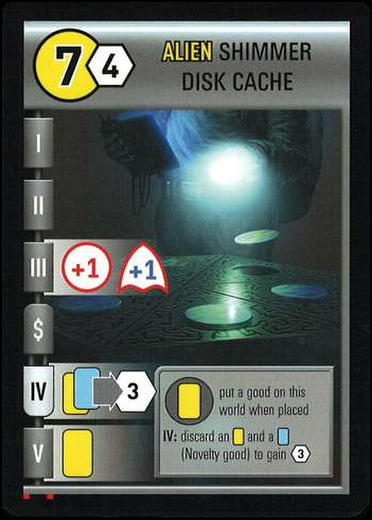 7 4
ALIEN SHIMMER
DISK CACHE
I
II
III +1 +1
$
IV 3
V
put a good on this
world when placed
IV: discard an and a
(Novelty good) to gain 3